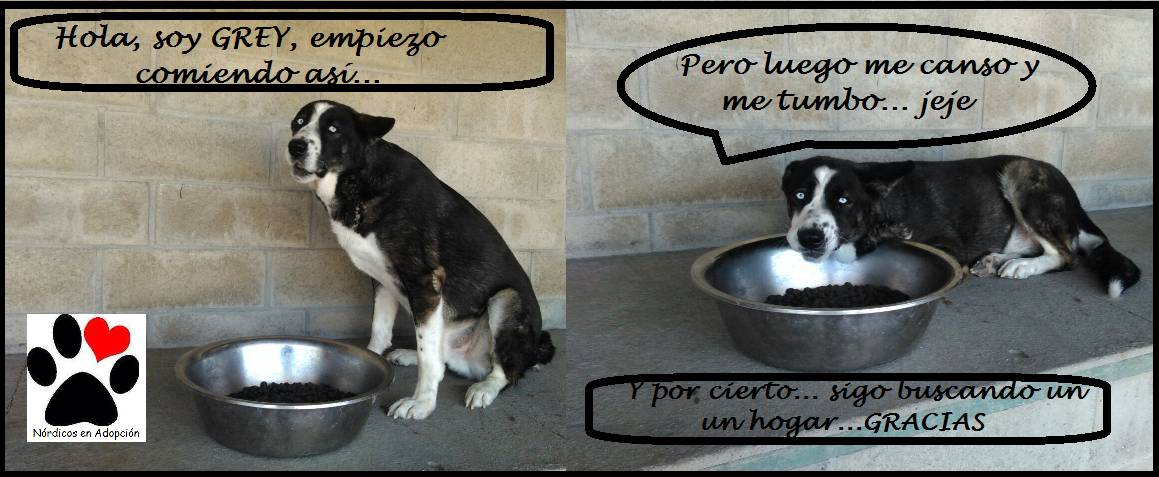 Hola, soy GREY, empiezo
comiendo así...
Pero luego me canso y
me tumbo... jeje
Y por cierto... sigo buscando un
un hogar...GRACIAS
Nórdicos en Adopción